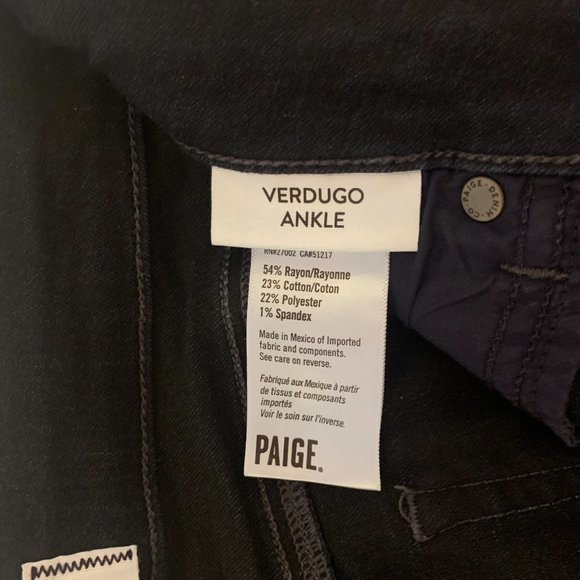 VERDUGO
ANKLE
RN#27002 CA#51217
54% Rayon/Rayonne
23% Cotton/Coton
22% Polyester
1% Spandex
Made in Mexico of Imported
fabric and components.
See care on reverse.
Fabriqué aux Mexique à partir
de tissus et composants
importés
Voir le soin sur l'inverse.
PAIGE.
PAIGE · DENIM · CO ·